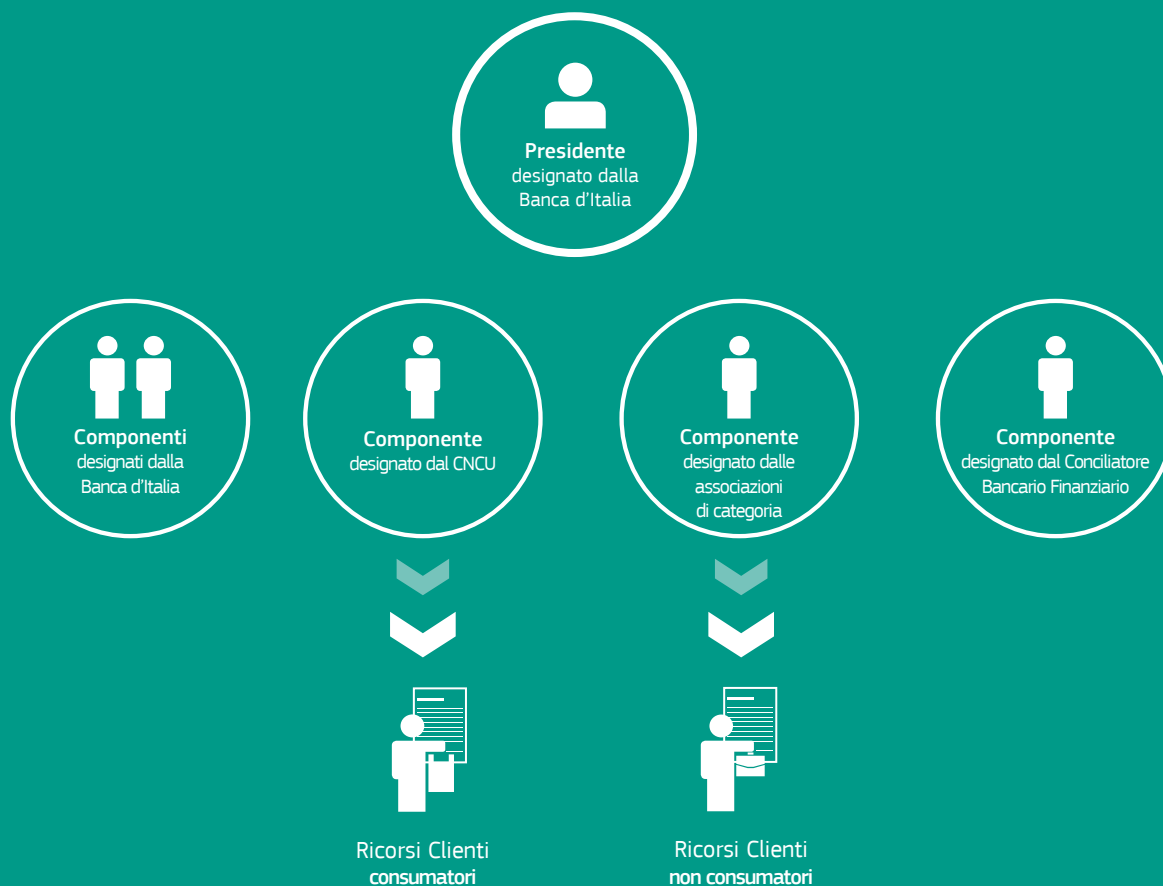 Presidente
designato dalla
Banca d'Italia
Componenti
designati dalla
Banca d'Italia
Componente
designato dal CNCU
Componente
designato dalle
associazioni
di categoria
Componente
designato dal Conciliatore
Bancario Finanziario
Ricorsi Clienti
consumatori
Ricorsi Clienti
non consumatori